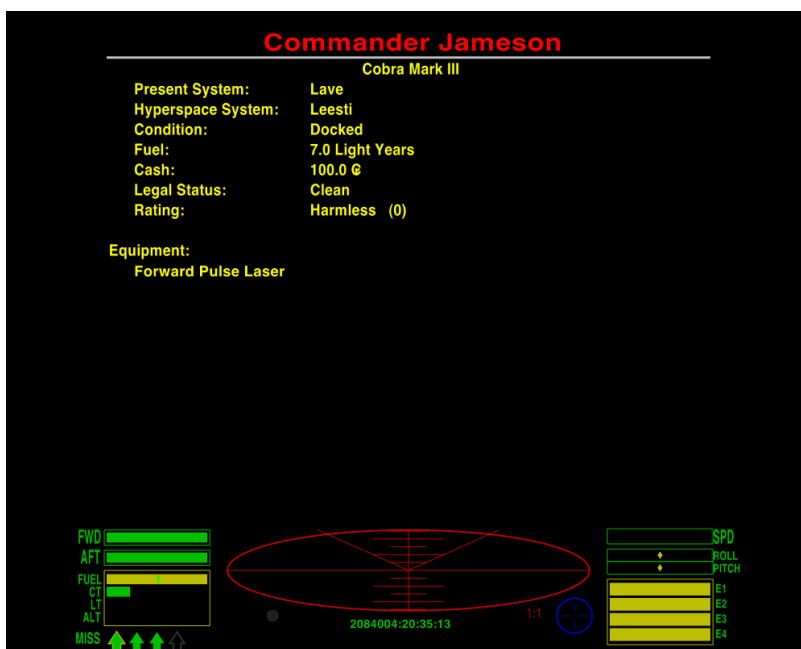 Commander Jameson
Cobra Mark III
Present System: Lave
Hyperspace System: Leesti
Condition: Docked
Fuel: 7.0 Light Years
Cash: 100.0 ₢
Legal Status: Clean
Rating: Harmless (0)
Equipment:
Forward Pulse Laser
FWD
AFT
FUEL
CT
LT
ALT
MISS
2084004:20:35:13
1:1
SPD
ROLL
PITCH
E1
E2
E3
E4